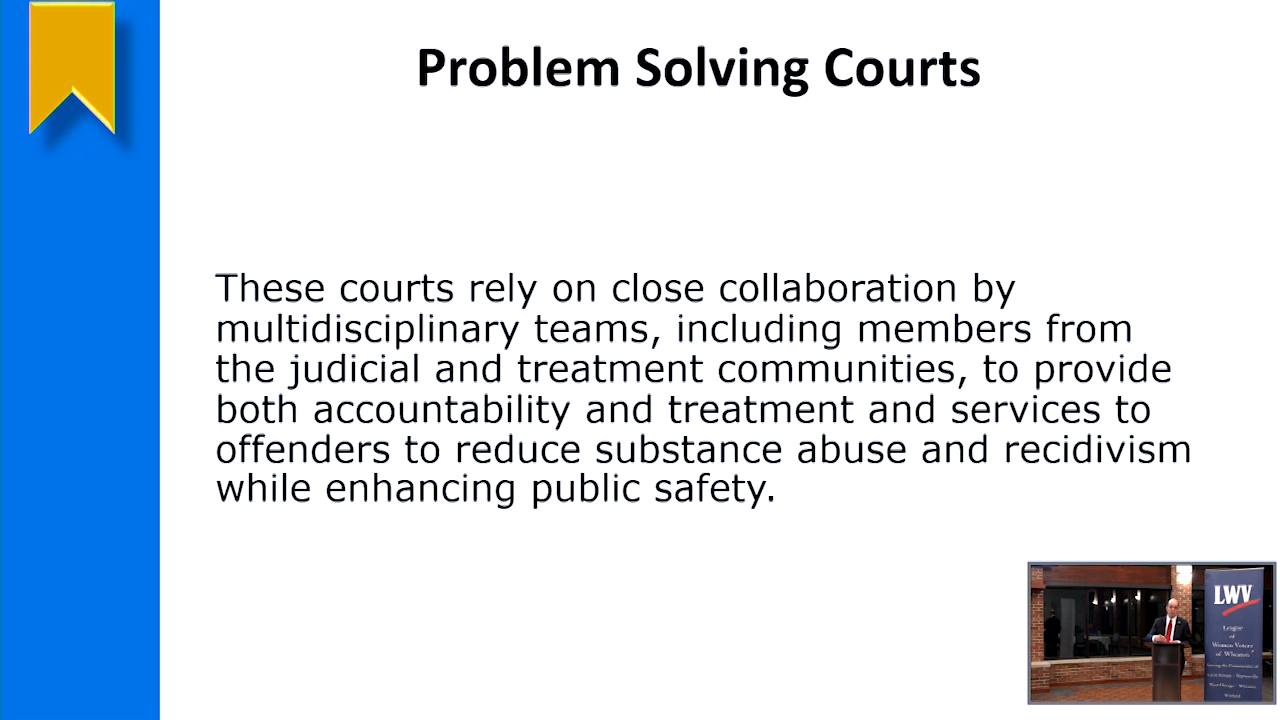 Problem Solving Courts
These courts rely on close collaboration by
multidisciplinary teams, including members from
the judicial and treatment communities, to provide
both accountability and treatment and services to
offenders to reduce substance abuse and recidivism
while enhancing public safety.
LWV
League
of
Women Voters
of Wheaton